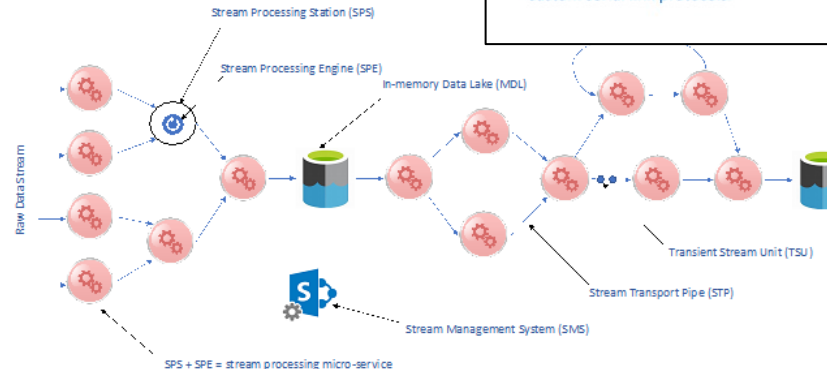 Stream Processing Station (SPS)
Stream Processing Engine (SPE)
In-memory Data Lake (MDL)
Raw Data Stream
Transient Stream Unit (TSU)
Stream Transport Pipe (STP)
S
Stream Management System (SMS)
SPS + SPE = stream processing micro-service